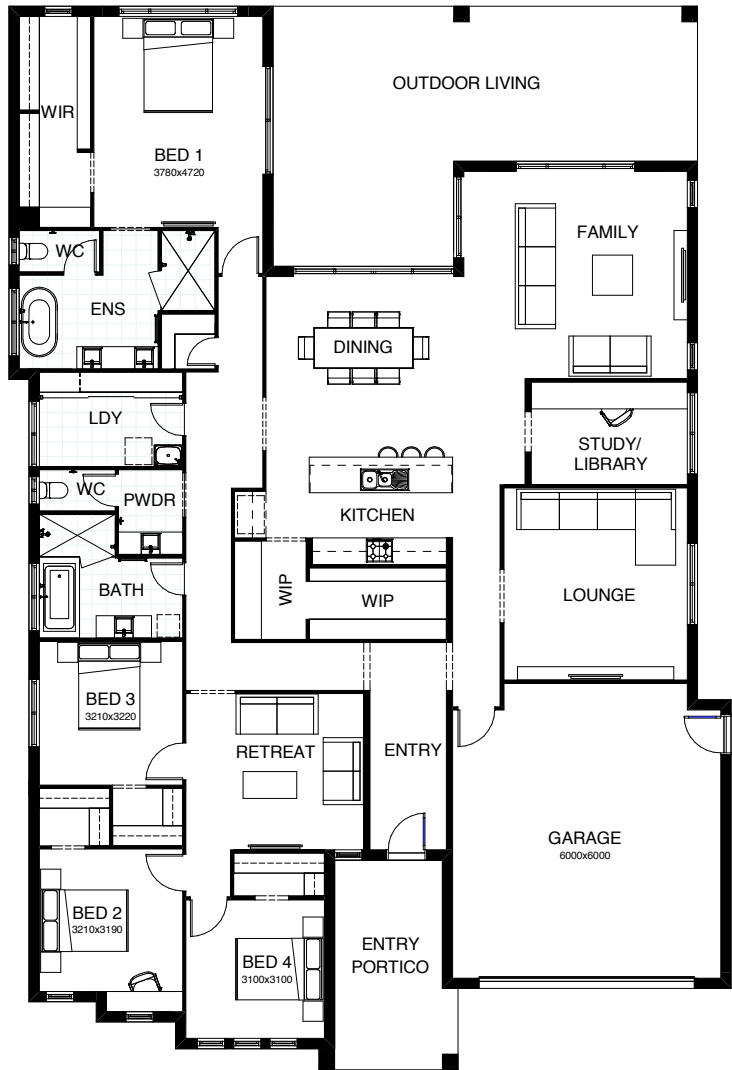 OUTDOOR LIVING
WIR
BED 1
3780x4720
FAMILY
WC
ENS
DINING
LDY
STUDY/
LIBRARY
WC
PWDR
KITCHEN
BATH
WIP
WIP
LOUNGE
BED 3
3210x3220
RETREAT
ENTRY
GARAGE
6000x6000
BED 2
3210x3190
ENTRY
PORTICO
BED 4
3100x3100